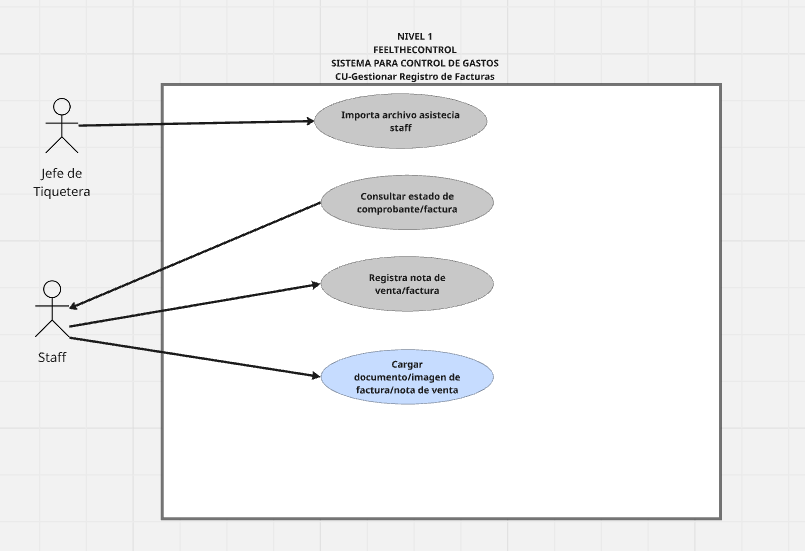 NIVEL 1
FEELTHECONTROL
SISTEMA PARA CONTROL DE GASTOS
CU-Gestionar Registro de Facturas
Importa archivo asistecia
staff
Jefe de
Tiquetera
Consultar estado de
comprobante/factura
Registra nota de
venta/factura
Staff
Cargar
documento/imagen de
factura/nota de venta